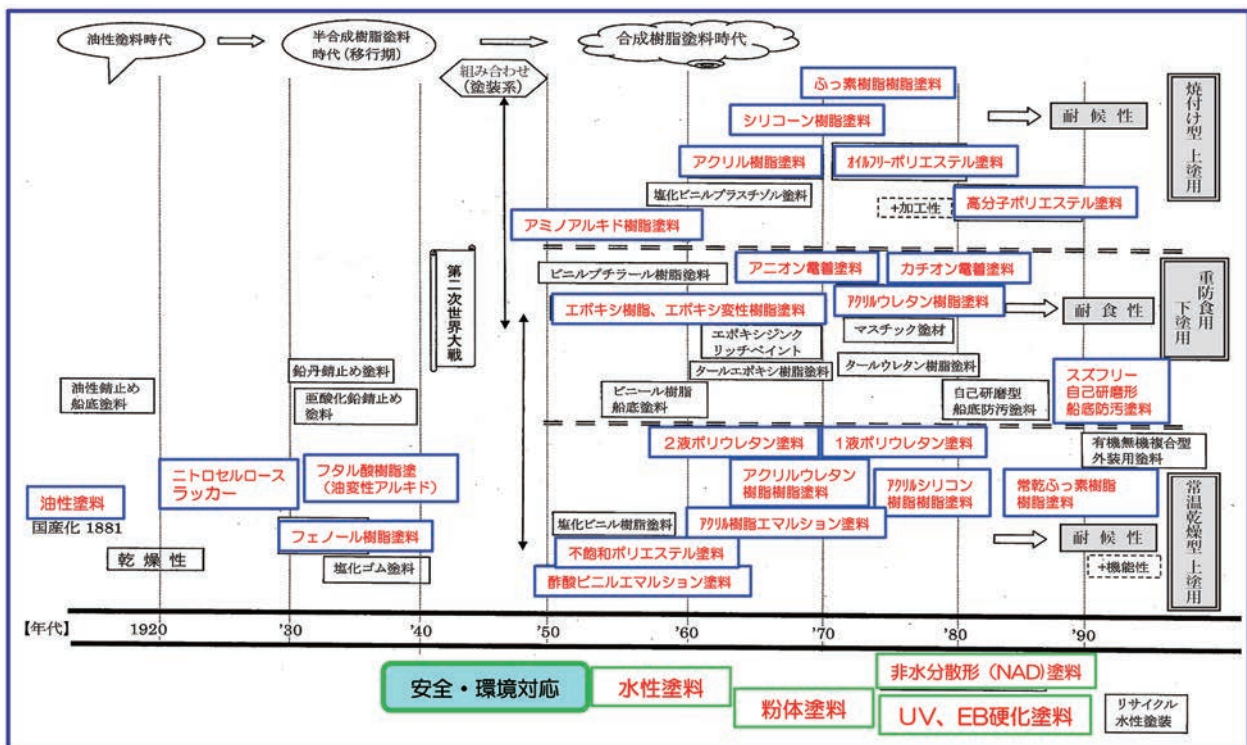 油性塗料時代
半合成樹脂塗料
時代(移行期)
合成樹脂塗料時代
組み合わせ
(塗装系)
ふっ素樹脂樹脂塗料
シリコーン樹脂塗料
耐候性
焼付け型 上塗用
アクリル樹脂塗料
オイルフリーポリエステル塗料
塩化ビニルプラスチゾル塗料
+加工性
高分子ポリエステル塗料
アミノアルキド樹脂塗料
第二次世界大戦
ビニルブチラール樹脂塗料
アニオン電着塗料
カチオン電着塗料
エポキシ樹脂、エポキシ変性樹脂塗料
アクリルウレタン樹脂塗料
耐食性
重防食用
下塗用
エポキシジンク
リッチペイント
マスチック塗材
鉛丹錆止め塗料
タールエポキシ樹脂塗料
タールウレタン樹脂塗料
油性錆止め
船底塗料
亜酸化鉛錆止め
塗料
ビニール樹脂
船底塗料
自己研磨型
船底防汚塗料
スズフリー
自己研磨形
船底防汚塗料
2液ポリウレタン塗料
1液ポリウレタン塗料
有機無機複合型
外装用塗料
油性塗料
国産化 1881
ニトロセルロース
ラッカー
フタル酸樹脂塗
(油変性アルキド)
アクリルウレタン
樹脂樹脂塗料
アクリルシリコン
樹脂樹脂塗料
常乾ふっ素樹脂
樹脂塗料
常温乾燥型 上塗用
フェノール樹脂塗料
塩化ビニル樹脂塗料
アクリル樹脂エマルション塗料
耐候性
乾燥性
塩化ゴム塗料
不飽和ポリエステル塗料
+機能性
酢酸ビニルエマルション塗料
【年代】 1920 '30 '40 '50 '60 '70 '80 '90
安全・環境対応
水性塗料
粉体塗料
非水分散形(NAD)塗料
UV、EB硬化塗料
リサイクル
水性塗装